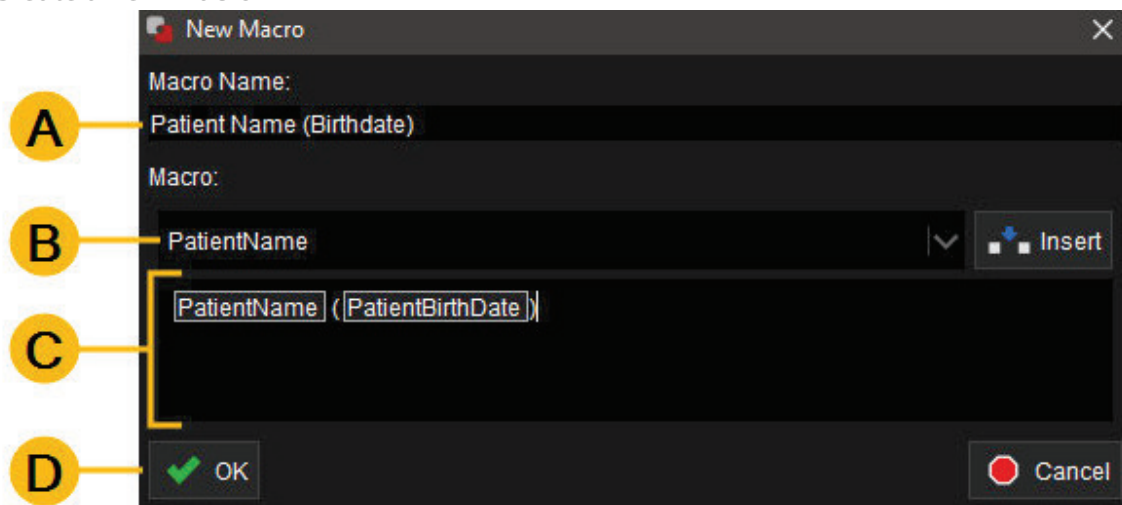 New Macro
Macro Name:
A Patient Name (Birthdate)
Macro:
B PatientName Insert
C PatientName ( PatientBirthDate )
D OK Cancel